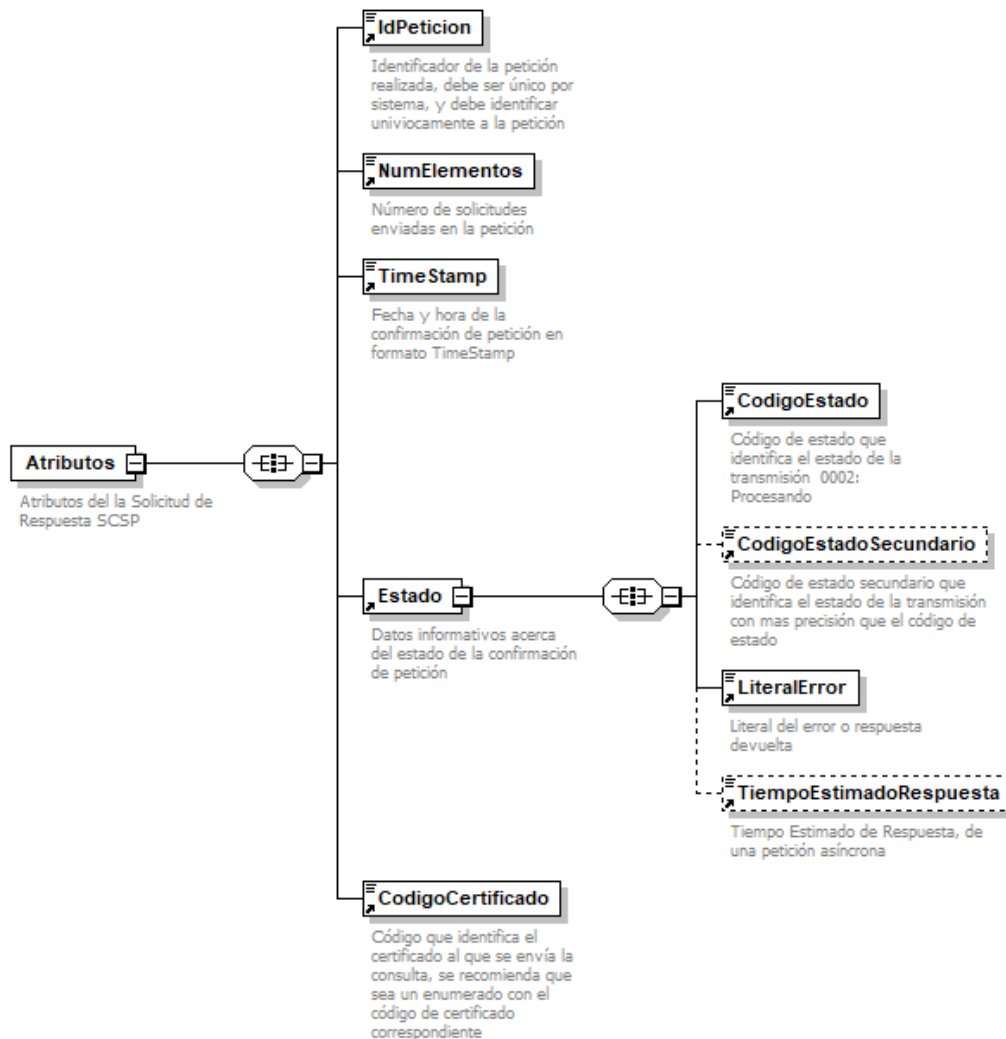 IdPeticion
Identificador de la petición
realizada, debe ser único por
sistema, y debe identificar
univiocamente a la petición
NumElementos
Número de solicitudes
enviadas en la petición
TimeStamp
Fecha y hora de la
confirmación de petición en
formato TimeStamp
Atributos
Atributos del la Solicitud de
Respuesta SCSP
Estado
Datos informativos acerca
del estado de la confirmación
de petición
CodigoEstado
Código de estado que
identifica el estado de la
transmisión  0002:
Procesando
CodigoEstadoSecundario
Código de estado secundario que
identifica el estado de la transmisión
con mas precisión que el código de
estado
LiteralError
Literal del error o respuesta
devuelta
TiempoEstimadoRespuesta
Tiempo Estimado de Respuesta, de
una petición asíncrona
CodigoCertificado
Código que identifica el
certificado al que se envía la
consulta, se recomienda que
sea un enumerado con el
código de certificado
correspondiente